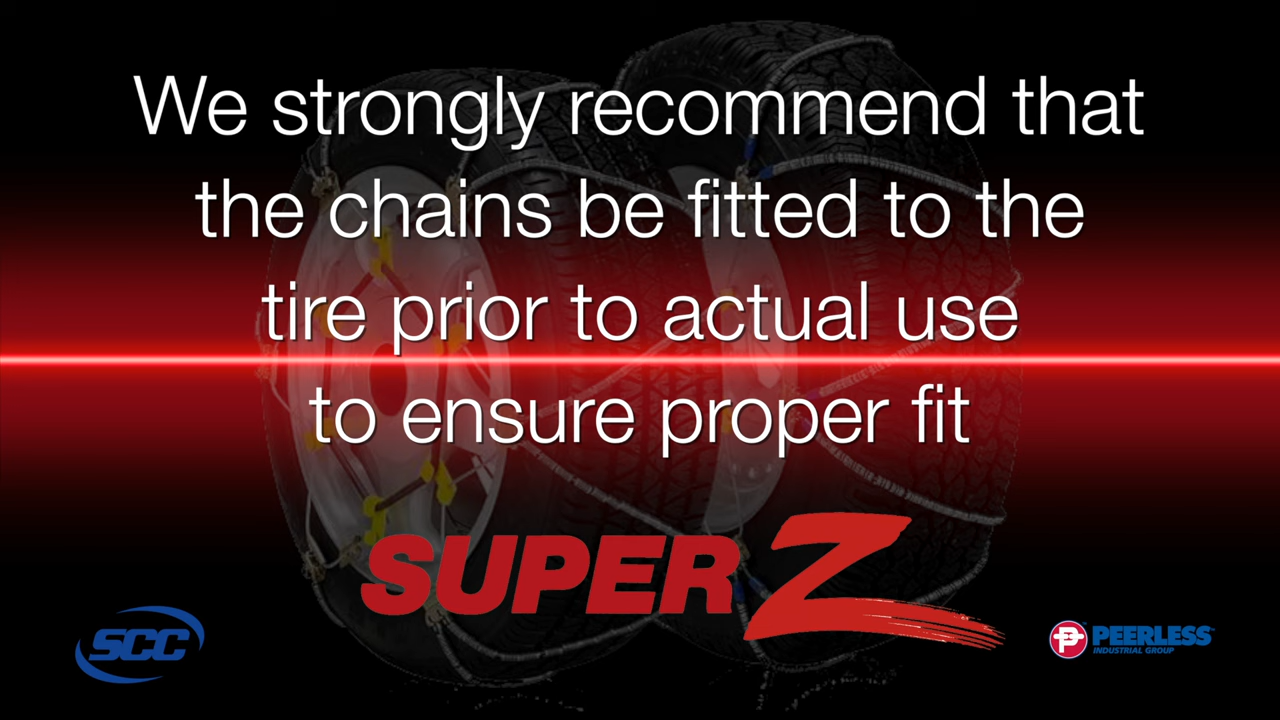 We strongly recommend that
the chains be fitted to the
tire prior to actual use
to ensure proper fit
SUPER Z
SCC
P PEERLESS
INDUSTRIAL GROUP